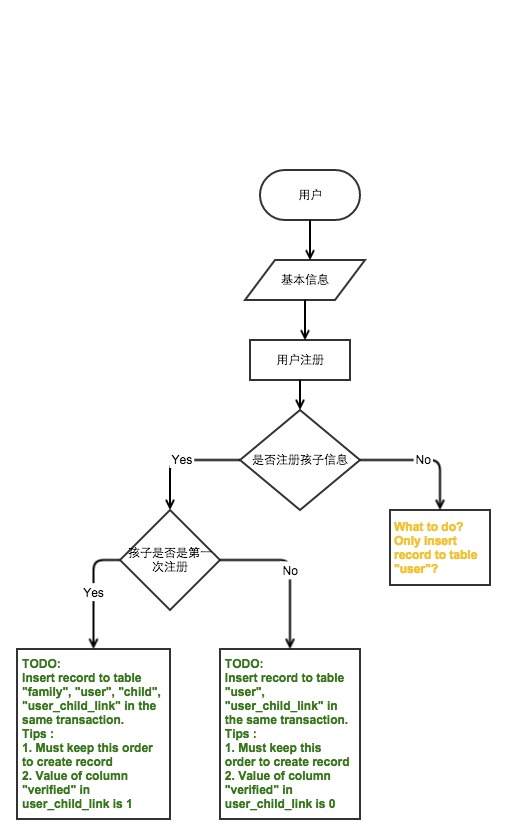 用户
基本信息
用户注册
是否注册孩子信息
Yes
No
What to do?
Only insert
record to table
"user"?
孩子是否是第一
次注册
Yes
No
TODO:
Insert record to table
"family", "user", "child",
"user_child_link" in the
same transaction.
Tips :
1. Must keep this order
to create record
2. Value of column
"verified" in
user_child_link is 1
TODO:
Insert record to table
"user",
"user_child_link" in
the same transaction.
Tips :
1. Must keep this
order to create record
2. Value of column
"verified" in
user_child_link is 0